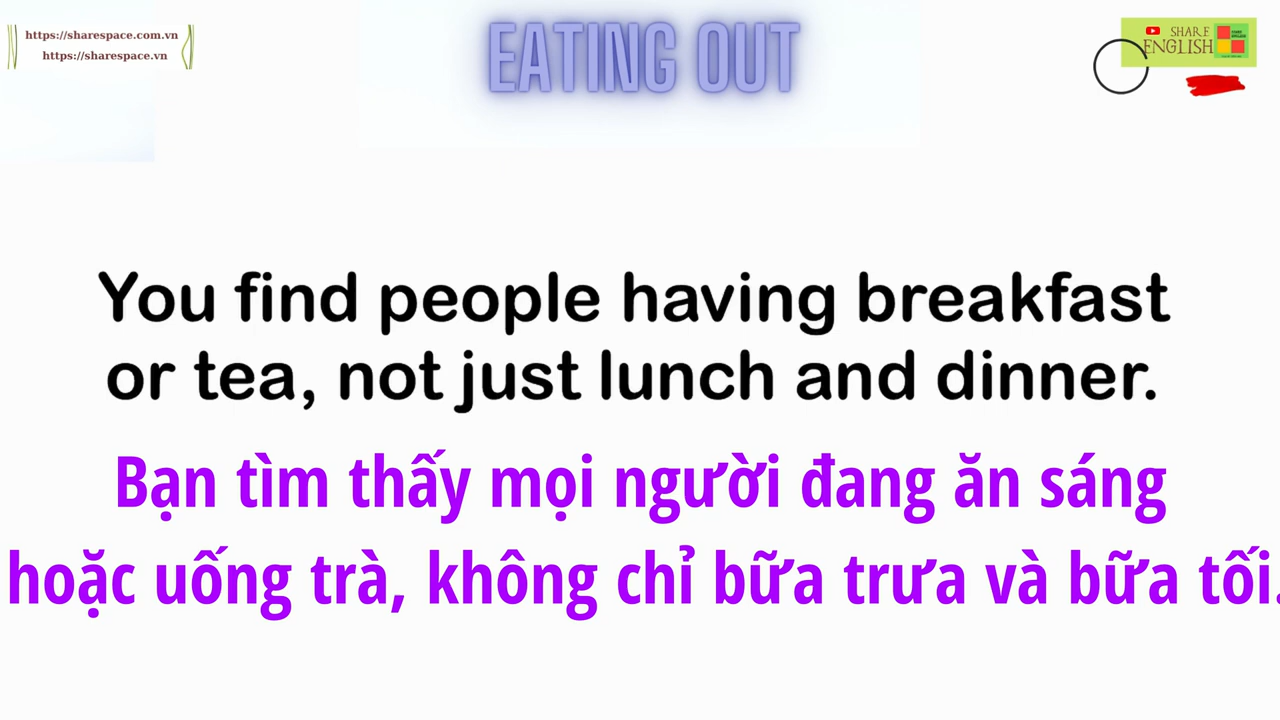 https://sharespace.com.vn
https://sharespace.vn
EATING OUT
SHARE
ENGLISH
You find people having breakfast
or tea, not just lunch and dinner.
Bạn tìm thấy mọi người đang ăn sáng
hoặc uống trà, không chỉ bữa trưa và bữa tối.